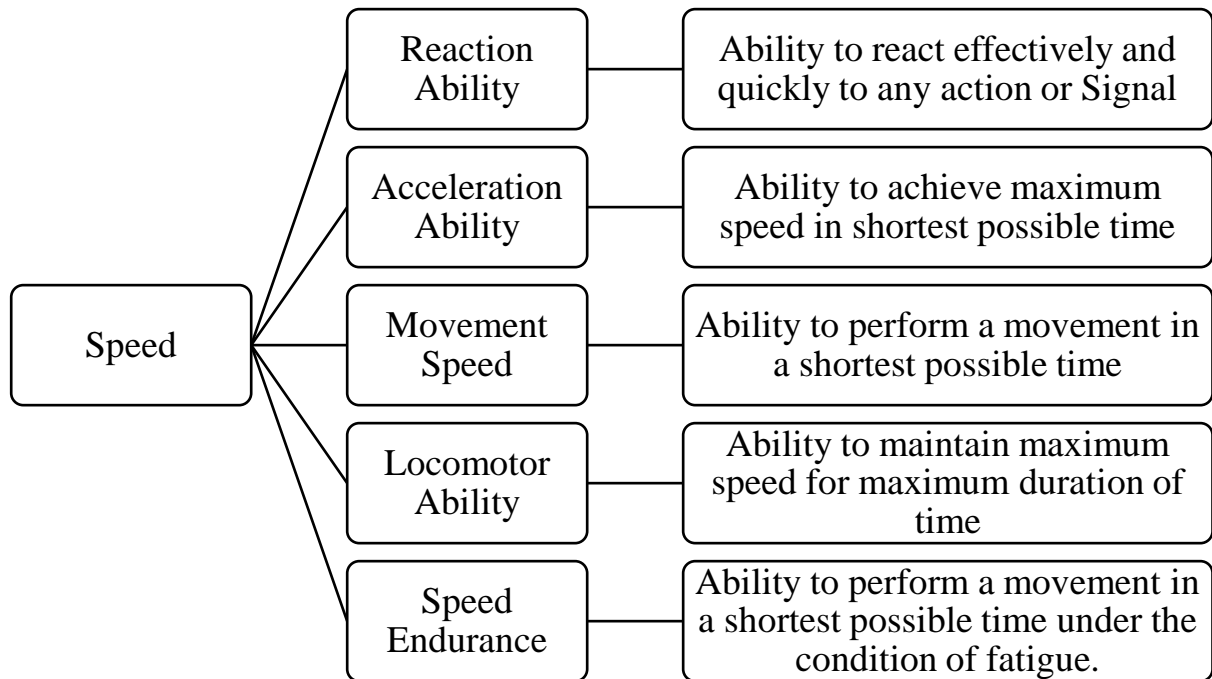 Speed
Reaction
Ability
Ability to react effectively and
quickly to any action or Signal
Acceleration
Ability
Ability to achieve maximum
speed in shortest possible time
Movement
Speed
Ability to perform a movement in
a shortest possible time
Locomotor
Ability
Ability to maintain maximum
speed for maximum duration of
time
Speed
Endurance
Ability to perform a movement in
a shortest possible time under the
condition of fatigue.